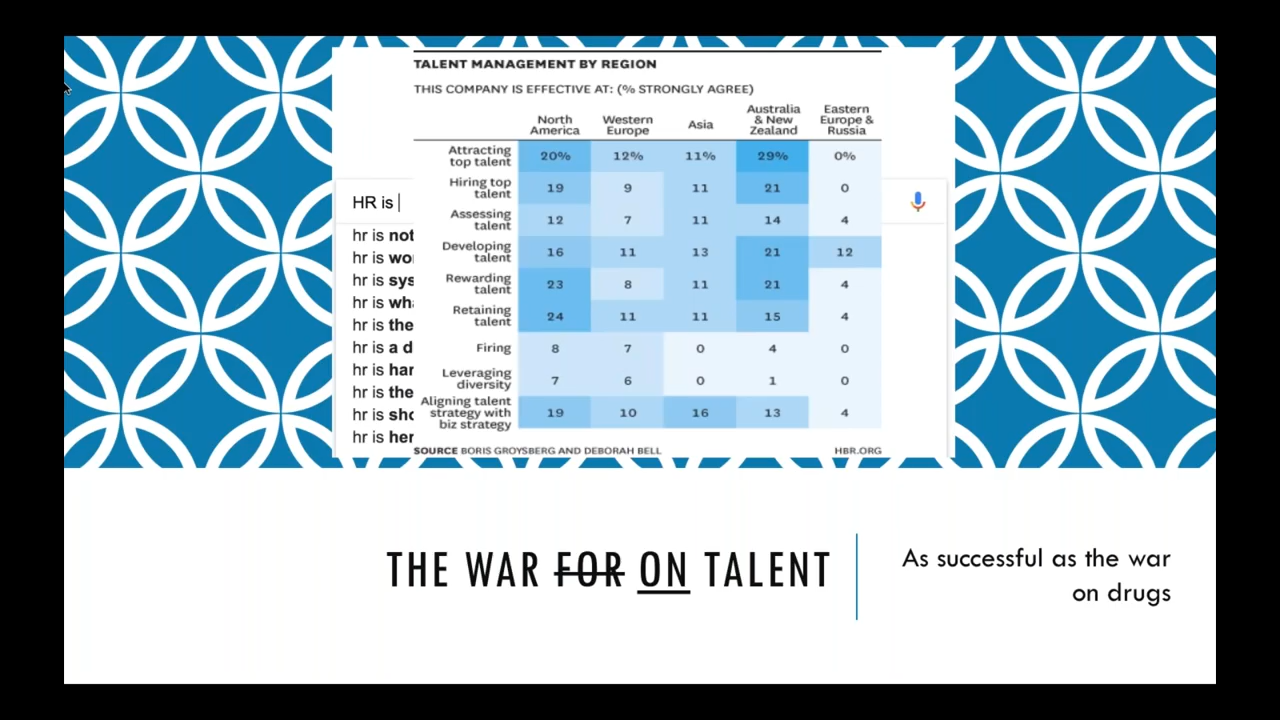 TALENT MANAGEMENT BY REGION
THIS COMPANY IS EFFECTIVE AT: (% STRONGLY AGREE)
North America Western Europe Asia Australia & New Zealand Eastern Europe & Russia
Attracting top talent 20% 12% 11% 29% 0%
Hiring top talent 19 9 11 21 0
Assessing talent 12 7 11 14 4
Developing talent 16 11 13 21 12
Rewarding talent 23 8 11 21 4
Retaining talent 24 11 11 15 4
Firing 8 7 0 4 0
Leveraging diversity 7 6 0 1 0
Aligning talent strategy with biz strategy 19 10 16 13 4
SOURCE BORIS GROYSBERG AND DEBORAH BELL HBR.ORG
HR is
hr is not
hr is wo
hr is sys
hr is wha
hr is the
hr is a d
hr is har
hr is the
hr is sho
hr is her
THE WAR FOR ON TALENT
As successful as the war
on drugs